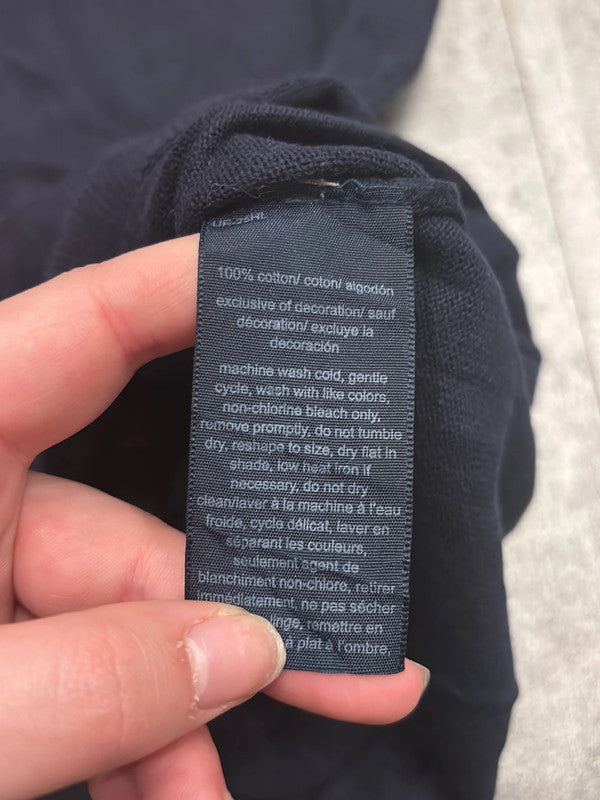 100% cotton/ coton/ algodón
exclusive of decoration/ sauf
décoration/ excluye la
decoración
machine wash cold, gentle
cycle, wash with like colors,
non-chlorine bleach only,
remove promptly, do not tumble
dry, reshape to size, dry flat in
shade, low heat iron if
necessary, do not dry
clean/laver à la machine à l'eau
froide, cycle délicat, laver en
séparant les couleurs,
seulement agent de
blanchiment non-chlore, retirer
immédiatement, ne pas sécher
remettre en
à plat à l'ombre,